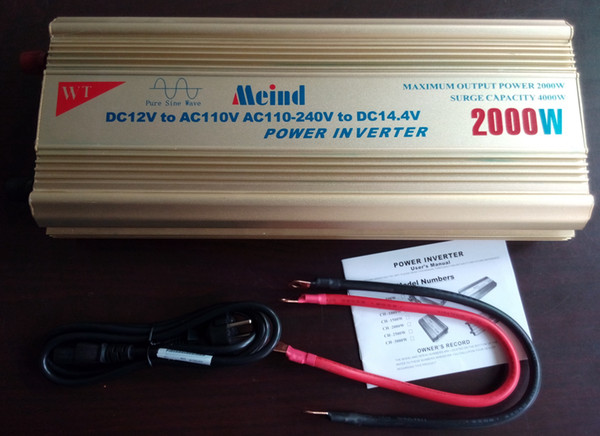 WT
Pure Sine Wave
Meind
DC12V to AC110V AC110-240V to DC14.4V
POWER INVERTER
MAXIMUM OUTPUT POWER 2000W
SURGE CAPACITY 4000W
2000W
POWER INVERTER
User's Manual
Model Numbers
OWNER'S RECORD